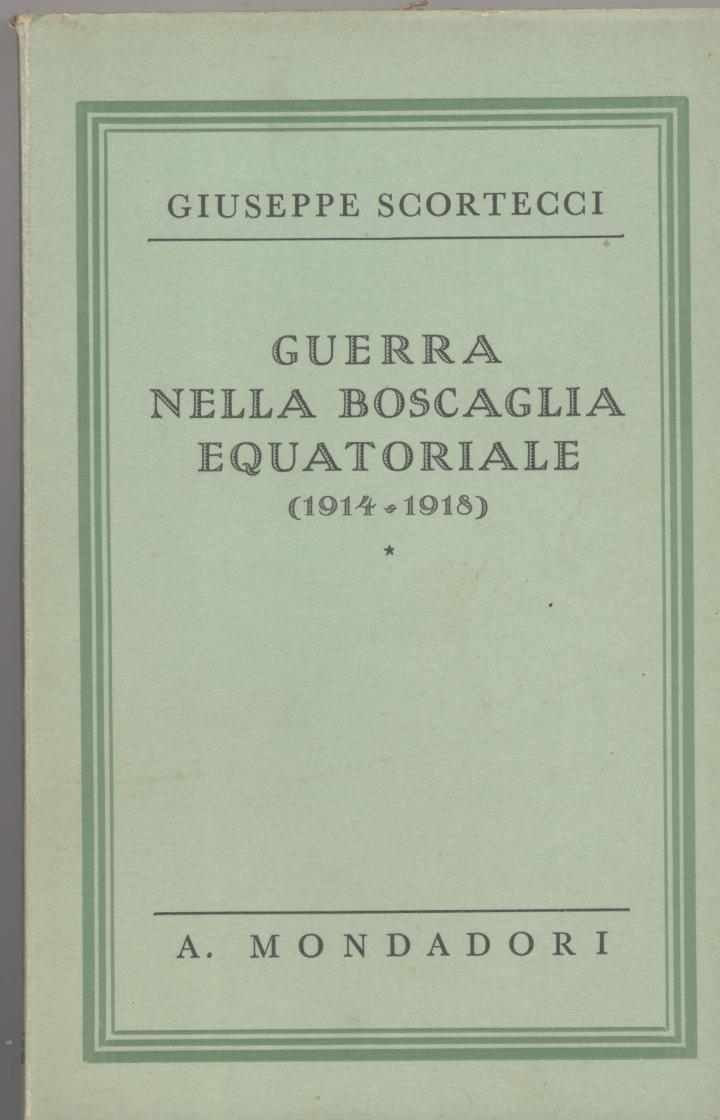 GIUSEPPE SCORTECCI
GUERRA
NELLA BOSCAGLIA
EQUATORIALE
(1914-1918)
*
A. MONDADORI